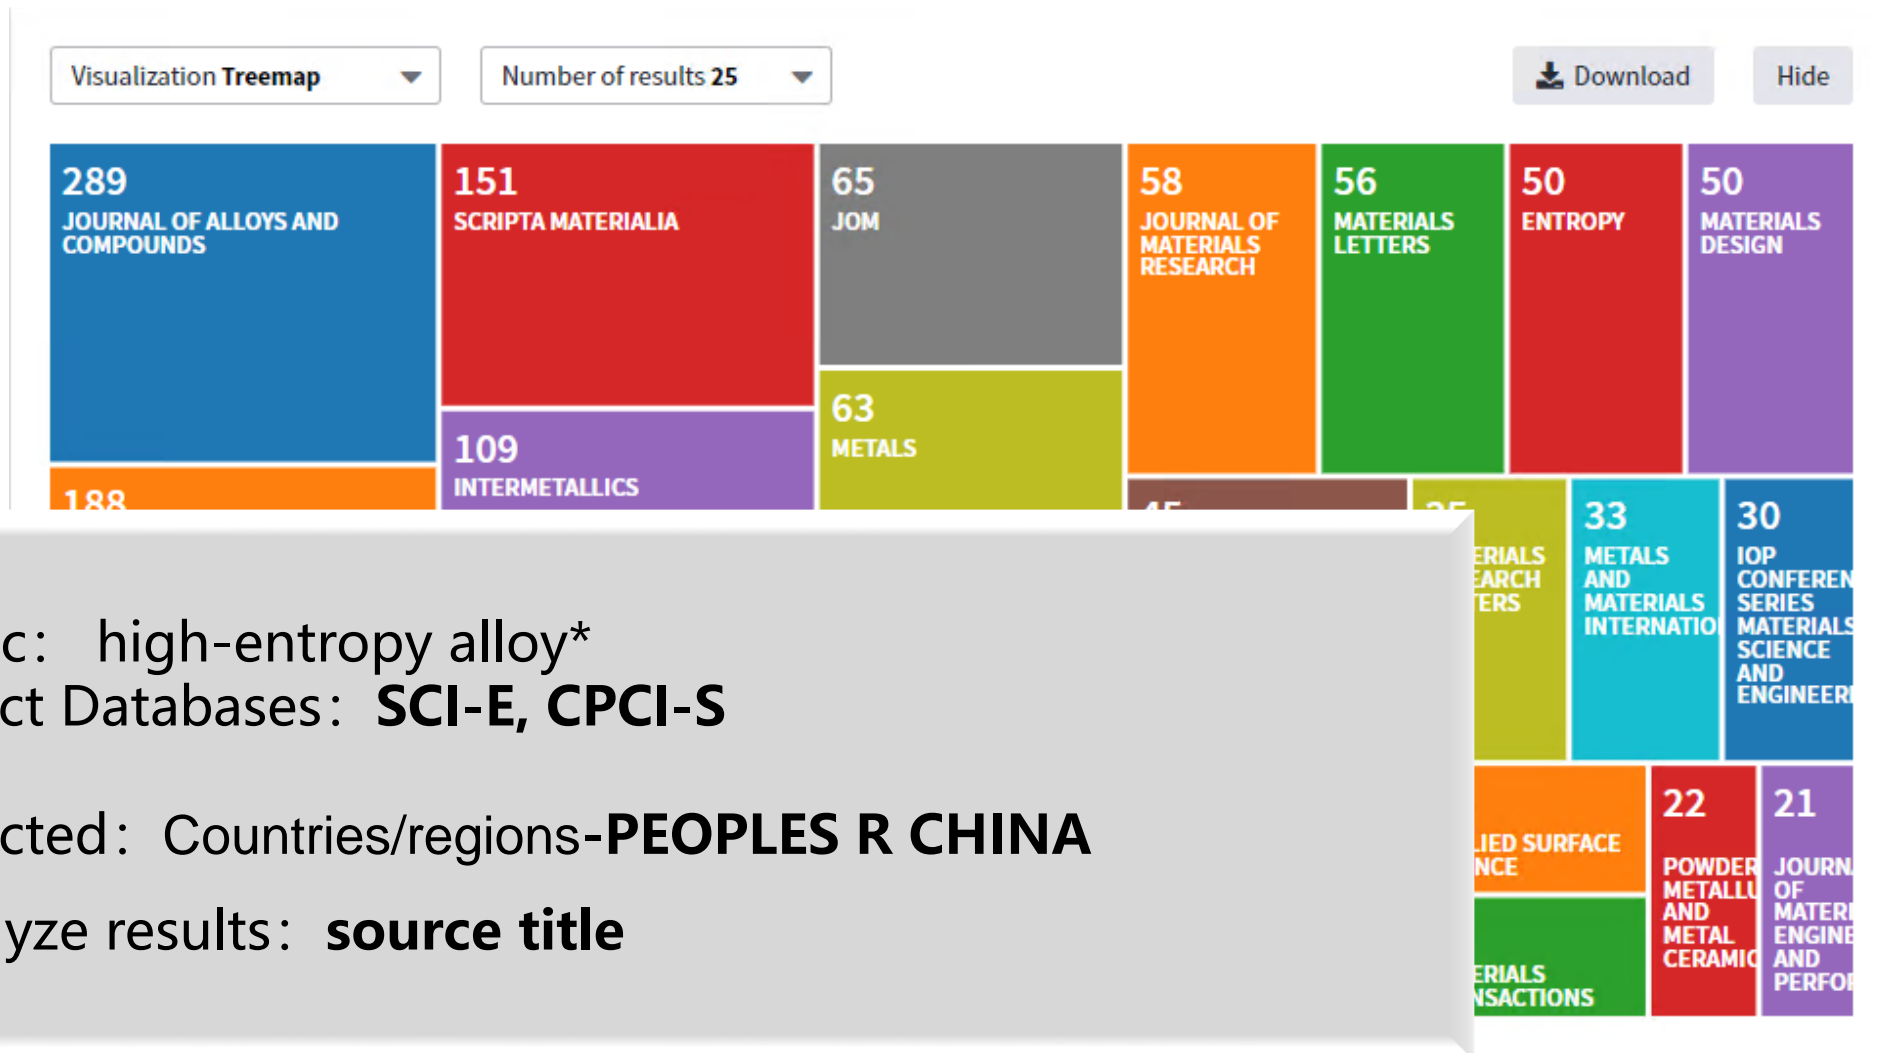 Visualization Treemap
Number of results 25
Download
Hide
289
JOURNAL OF ALLOYS AND
COMPOUNDS
151
SCRIPTA MATERIALIA
65
JOM
58
JOURNAL OF
MATERIALS
RESEARCH
56
MATERIALS
LETTERS
50
ENTROPY
50
MATERIALS
DESIGN
188
109
INTERMETALLICS
63
METALS
45
33
METALS
AND
MATERIALS
INTERNATIO
30
IOP
CONFEREN
SERIES
MATERIALS
SCIENCE
AND
ENGINEERI
ERIALS
EARCH
TERS
c： high-entropy alloy*
ct Databases：SCI-E, CPCI-S
cted：Countries/regions-PEOPLES R CHINA
yze results：source title
LIED SURFACE
NCE
22
POWDER
METALLU
AND
METAL
CERAMIC
21
JOURNA
OF
MATERI
ENGINE
AND
PERFOR
ERIALS
NSACTIONS